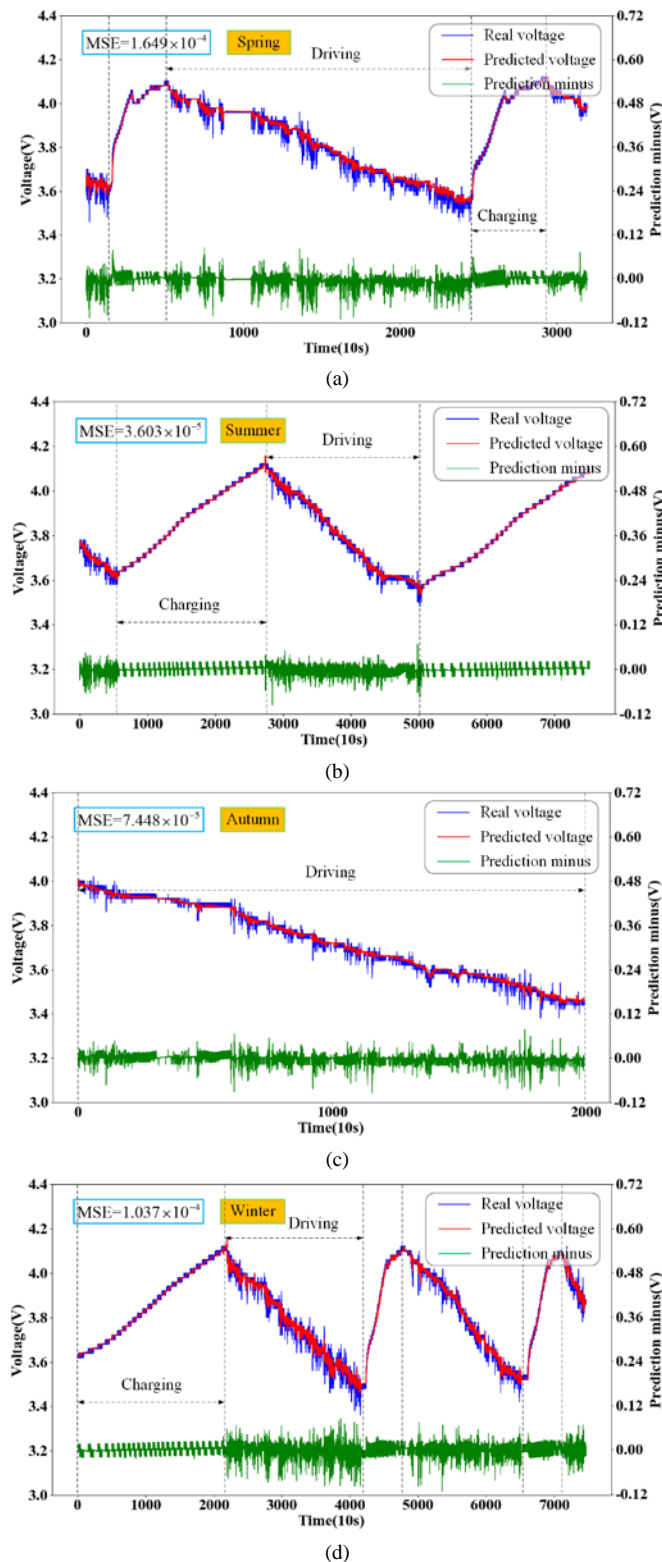 4.4
4.2
4.0
3.8
3.6
3.4
3.2
3.0
Voltage(V)
MSE=1.649×10⁻⁴
Spring
Driving
Charging
Real voltage
Predicted voltage
Prediction minus
0.72
0.60
0.48
0.36
0.24
0.12
0.00
-0.12
Prediction minus(V)
0 1000 2000 3000
Time(10s)
(a)
4.4
4.2
4.0
3.8
3.6
3.4
3.2
3.0
Voltage(V)
MSE=3.603×10⁻⁵
Summer
Driving
Charging
Real voltage
Predicted voltage
Prediction minus
0.72
0.60
0.48
0.36
0.24
0.12
0.00
-0.12
Prediction minus(V)
0 1000 2000 3000 4000 5000 6000 7000
Time(10s)
(b)
4.4
4.2
4.0
3.8
3.6
3.4
3.2
3.0
Voltage(V)
MSE=7.448×10⁻⁵
Autumn
Driving
Real voltage
Predicted voltage
Prediction minus
0.72
0.60
0.48
0.36
0.24
0.12
0.00
-0.12
Prediction minus(V)
0 1000 2000
Time(10s)
(c)
4.4
4.2
4.0
3.8
3.6
3.4
3.2
3.0
Voltage(V)
MSE=1.037×10⁻⁴
Winter
Driving
Charging
Real voltage
Predicted voltage
Prediction minus
0.72
0.60
0.48
0.36
0.24
0.12
0.00
-0.12
Prediction minus(V)
0 1000 2000 3000 4000 5000 6000 7000
Time(10s)
(d)